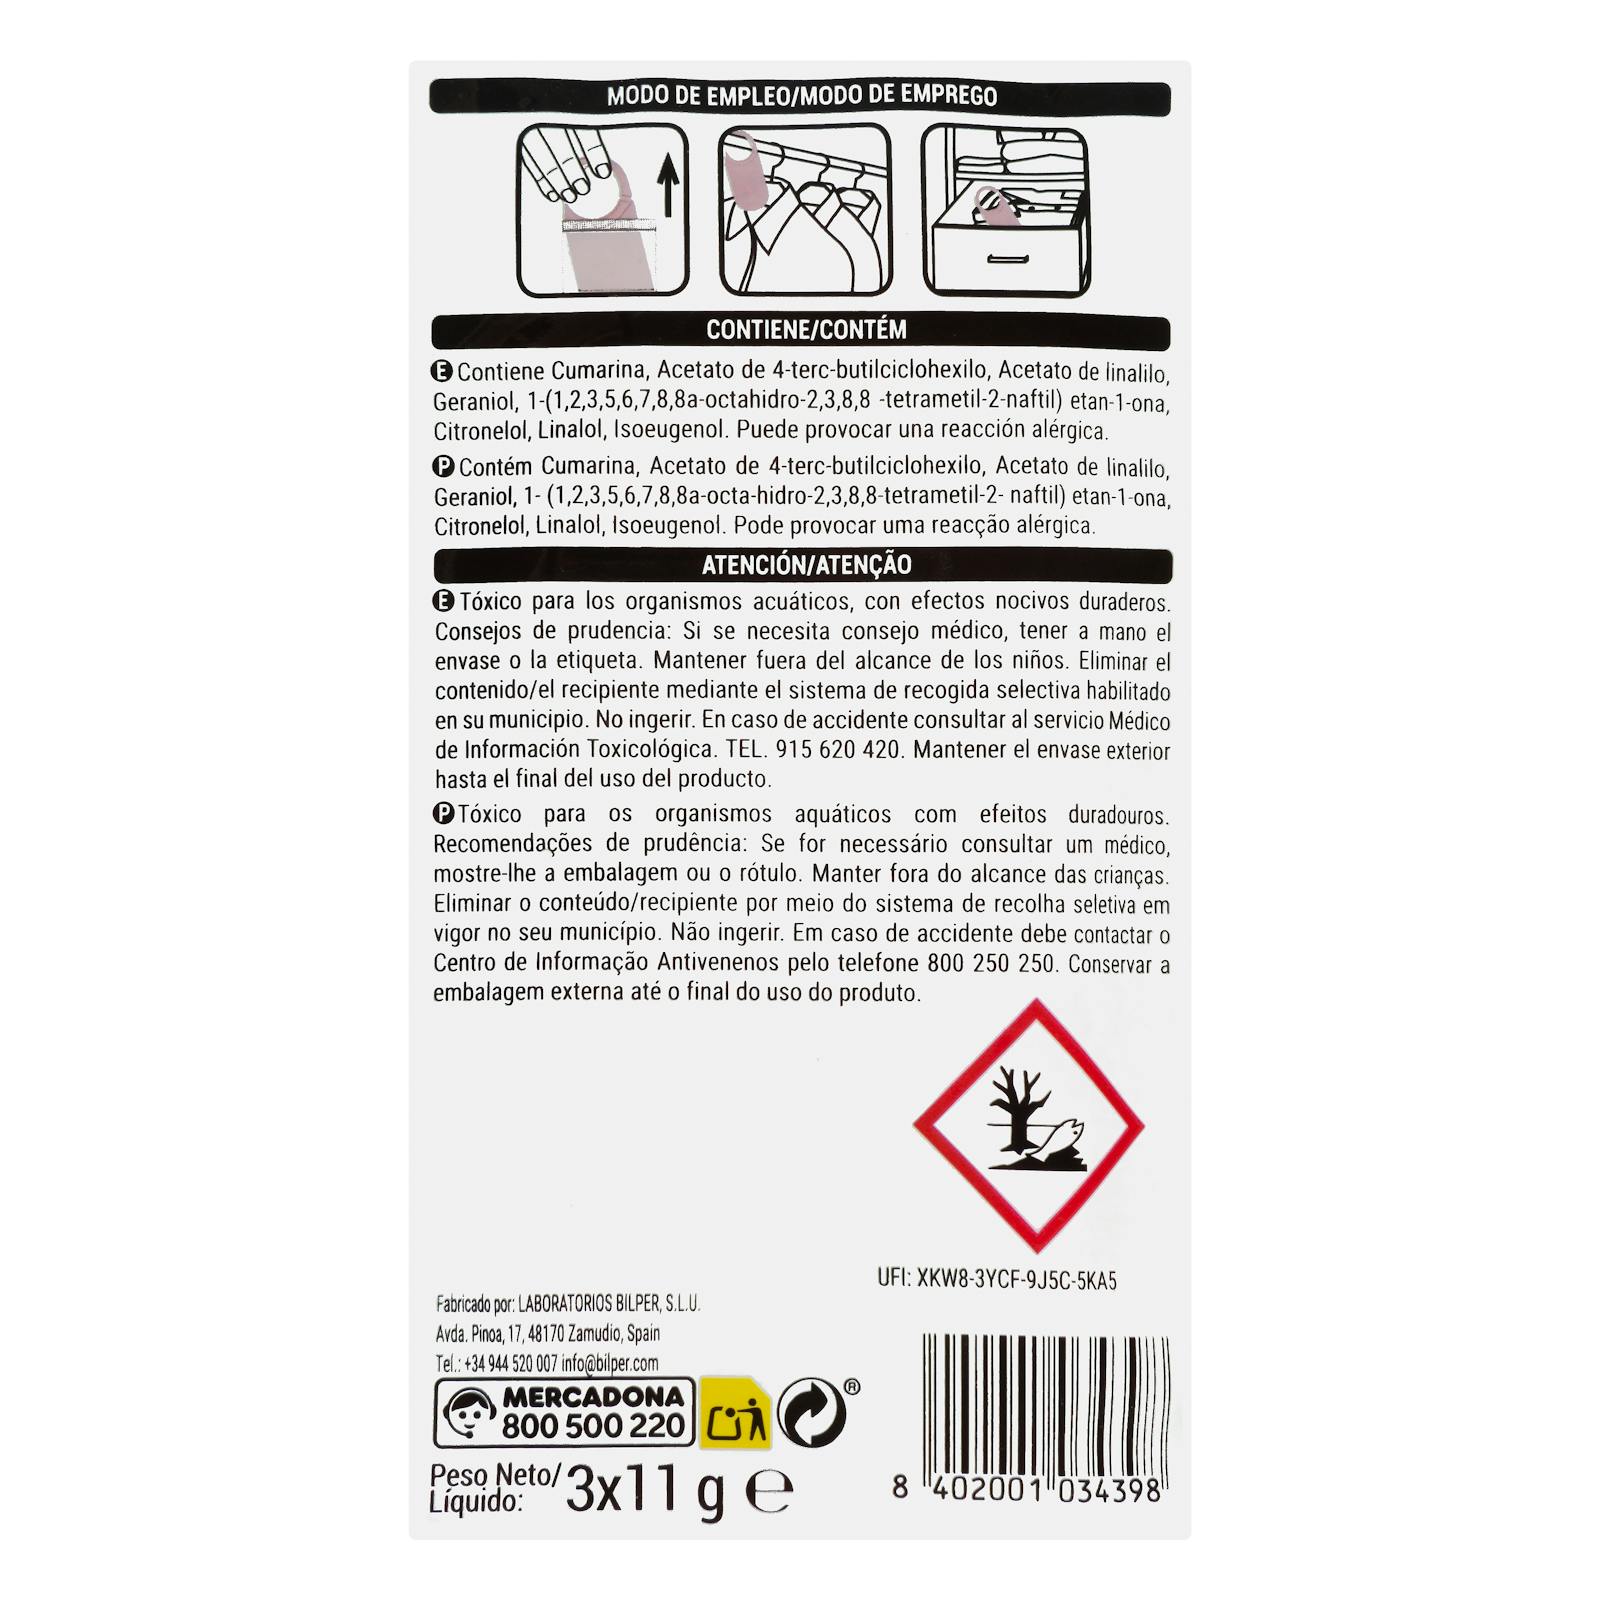 MODO DE EMPLEO/MODO DE EMPREGO
CONTIENE/CONTÉM
E Contiene Cumarina, Acetato de 4-terc-butilciclohexilo, Acetato de linalilo,
Geraniol, 1-(1,2,3,5,6,7,8,8a-octahidro-2,3,8,8 -tetrametil-2-naftil) etan-1-ona,
Citronelol, Linalol, Isoeugenol. Puede provocar una reacción alérgica.
P Contém Cumarina, Acetato de 4-terc-butilciclohexilo, Acetato de linalilo,
Geraniol, 1- (1,2,3,5,6,7,8,8a-octa-hidro-2,3,8,8-tetrametil-2- naftil) etan-1-ona,
Citronelol, Linalol, Isoeugenol. Pode provocar uma reacção alérgica.
ATENCIÓN/ATENÇÃO
E Tóxico para los organismos acuáticos, con efectos nocivos duraderos.
Consejos de prudencia: Si se necesita consejo médico, tener a mano el
envase o la etiqueta. Mantener fuera del alcance de los niños. Eliminar el
contenido/el recipiente mediante el sistema de recogida selectiva habilitado
en su municipio. No ingerir. En caso de accidente consultar al servicio Médico
de Información Toxicológica. TEL. 915 620 420. Mantener el envase exterior
hasta el final del uso del producto.
P Tóxico para os organismos aquáticos com efeitos duradouros.
Recomendações de prudência: Se for necessário consultar um médico,
mostre-lhe a embalagem ou o rótulo. Manter fora do alcance das crianças.
Eliminar o conteúdo/recipiente por meio do sistema de recolha seletiva em
vigor no seu município. Não ingerir. Em caso de accidente debe contactar o
Centro de Informação Antivenenos pelo telefone 800 250 250. Conservar a
embalagem externa até o final do uso do produto.
UFI: XKW8-3YCF-9J5C-5KA5
Fabricado por: LABORATORIOS BILPER, S.L.U.
Avda. Pinoa, 17, 48170 Zamudio, Spain
Tel.: +34 944 520 007 info@bilper.com
MERCADONA
800 500 220
®
Peso Neto/
Líquido:
3x11 g e
8 402001 034398